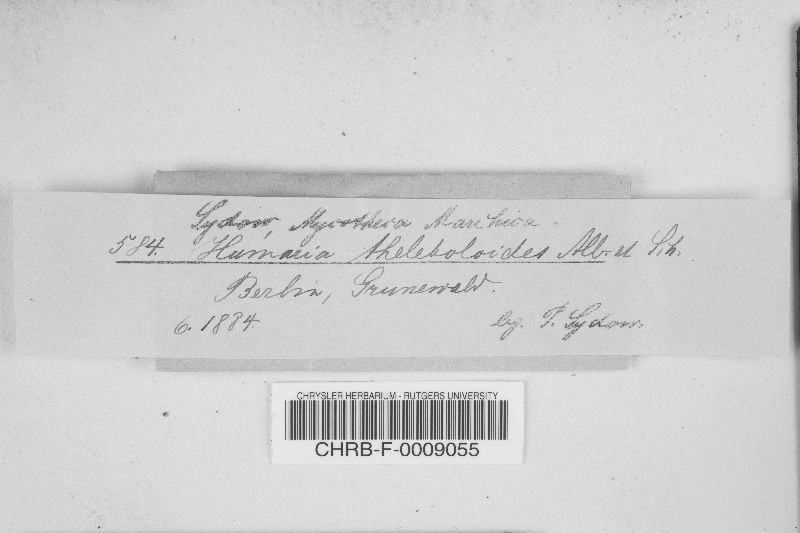 Sydow, Mycotheca Marchica.
584. Humaria theleboloides Alb. et Sch.
Berlin, Grunewald.
6. 1884. leg. P. Sydow.
CHRYSLER HERBARIUM - RUTGERS UNIVERSITY
CHRB-F-0009055